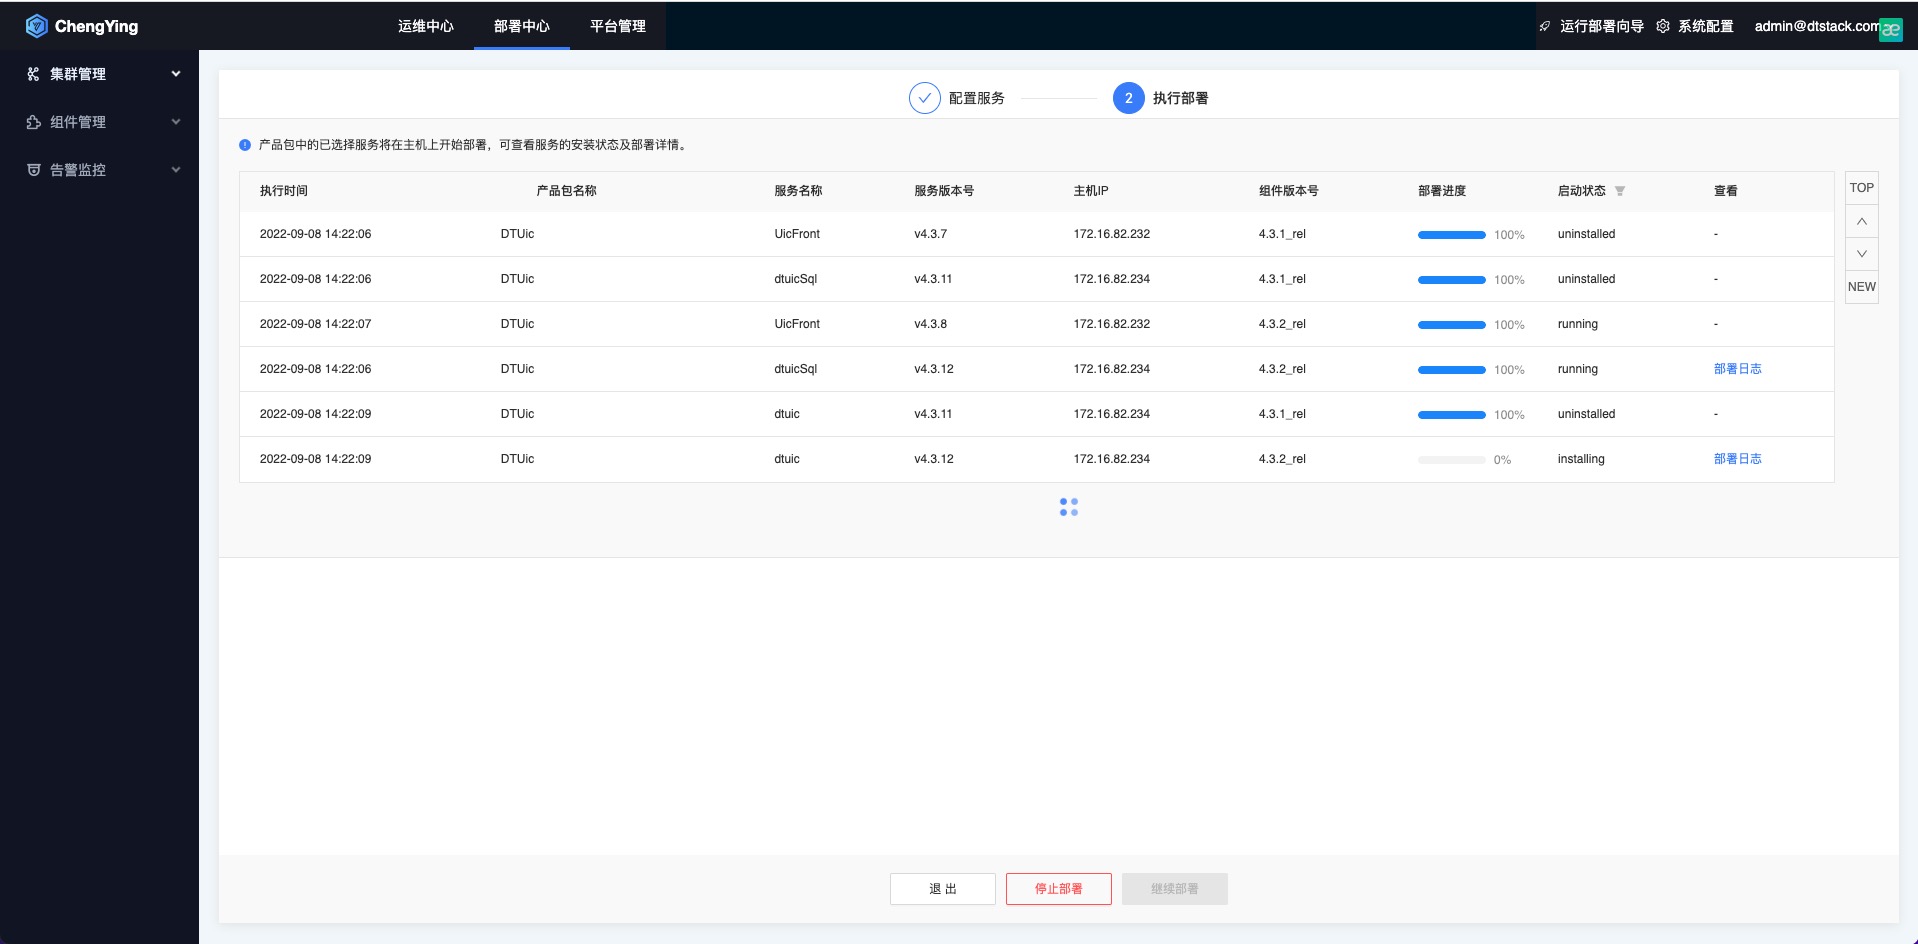 ChengYing 运维中心 部署中心 平台管理 运行部署向导 系统配置 admin@dtstack.com æ
集群管理
组件管理
告警监控
配置服务 2 执行部署
产品包中的已选择服务将在主机上开始部署，可查看服务的安装状态及部署详情。
执行时间 产品包名称 服务名称 服务版本号 主机IP 组件版本号 部署进度 启动状态 查看
2022-09-08 14:22:06 DTUic UicFront v4.3.7 172.16.82.232 4.3.1_rel 100% uninstalled -
2022-09-08 14:22:06 DTUic dtuicSql v4.3.11 172.16.82.234 4.3.1_rel 100% uninstalled -
2022-09-08 14:22:07 DTUic UicFront v4.3.8 172.16.82.232 4.3.2_rel 100% running -
2022-09-08 14:22:06 DTUic dtuicSql v4.3.12 172.16.82.234 4.3.2_rel 100% running 部署日志
2022-09-08 14:22:09 DTUic dtuic v4.3.11 172.16.82.234 4.3.1_rel 100% uninstalled -
2022-09-08 14:22:09 DTUic dtuic v4.3.12 172.16.82.234 4.3.2_rel 0% installing 部署日志
TOP
NEW
退 出 停止部署 继续部署